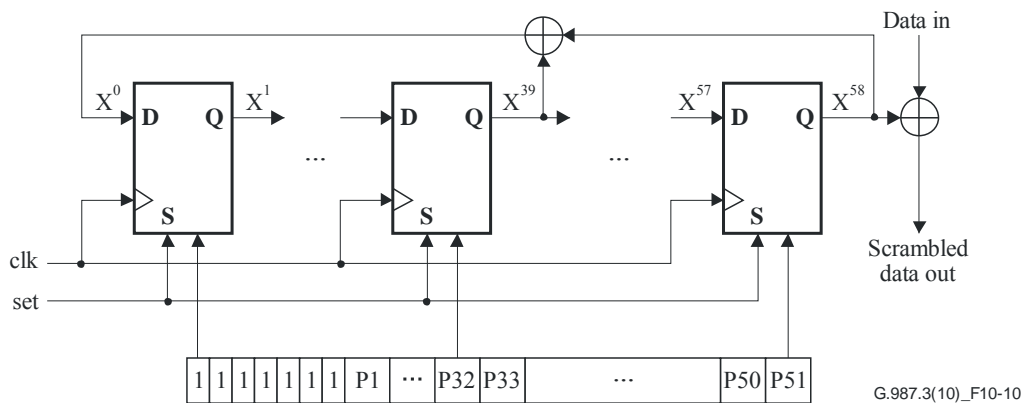 Data in
X^0 D Q X^1 ... D Q X^39 ... X^57 D Q X^58
S S S
clk
set
Scrambled
data out
1 1 1 1 1 1 1 P1 ... P32 P33 ... P50 P51
G.987.3(10)_F10-10